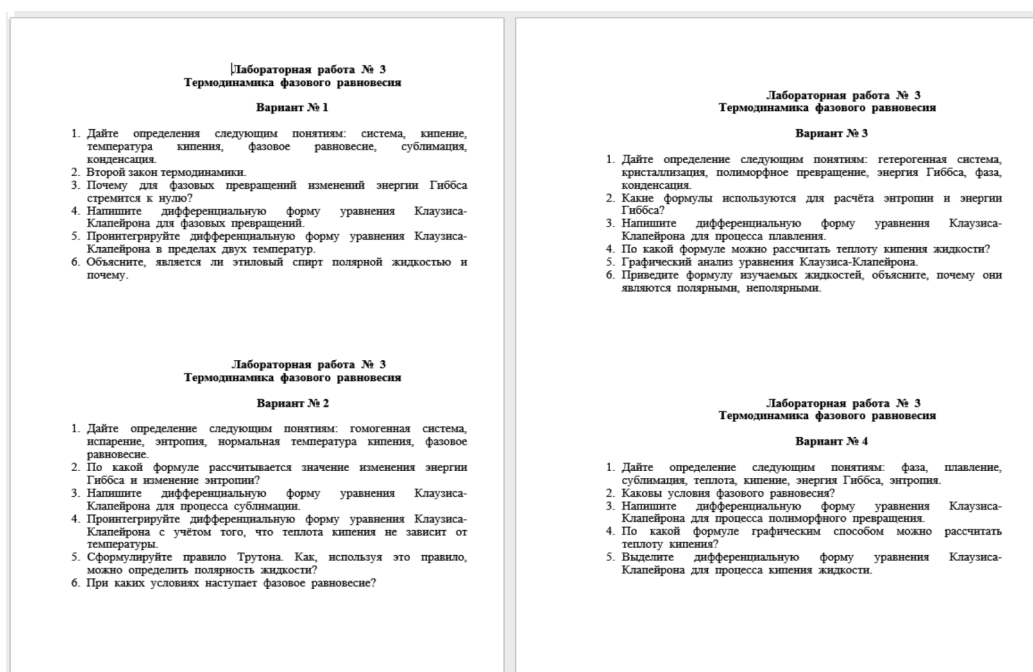 Лабораторная работа № 3
Термодинамика фазового равновесия
Вариант № 1
1. Дайте определения следующим понятиям: система, кипение,
температура кипения, фазовое равновесие, сублимация,
конденсация.
2. Второй закон термодинамики.
3. Почему для фазовых превращений изменений энергии Гиббса
стремится к нулю?
4. Напишите дифференциальную форму уравнения Клаузиса-
Клапейрона для фазовых превращений.
5. Проинтегрируйте дифференциальную форму уравнения Клаузиса-
Клапейрона в пределах двух температур.
6. Объясните, является ли этиловый спирт полярной жидкостью и
почему.
Лабораторная работа № 3
Термодинамика фазового равновесия
Вариант № 2
1. Дайте определение следующим понятиям: гомогенная система,
испарение, энтропия, нормальная температура кипения, фазовое
равновесие.
2. По какой формуле рассчитывается значение изменения энергии
Гиббса и изменение энтропии?
3. Напишите дифференциальную форму уравнения Клаузиса-
Клапейрона для процесса сублимации.
4. Проинтегрируйте дифференциальную форму уравнения Клаузиса-
Клапейрона с учётом того, что теплота кипения не зависит от
температуры.
5. Сформулируйте правило Трутона. Как, используя это правило,
можно определить полярность жидкости?
6. При каких условиях наступает фазовое равновесие?
Лабораторная работа № 3
Термодинамика фазового равновесия
Вариант № 3
1. Дайте определение следующим понятиям: гетерогенная система,
кристаллизация, полиморфное превращение, энергия Гиббса, фаза,
конденсация.
2. Какие формулы используются для расчёта энтропии и энергии
Гиббса?
3. Напишите дифференциальную форму уравнения Клаузиса-
Клапейрона для процесса плавления.
4. По какой формуле можно рассчитать теплоту кипения жидкости?
5. Графический анализ уравнения Клаузиса-Клапейрона.
6. Приведите формулу изучаемых жидкостей, объясните, почему они
являются полярными, неполярными.
Лабораторная работа № 3
Термодинамика фазового равновесия
Вариант № 4
1. Дайте определение следующим понятиям: фаза, плавление,
сублимация, теплота, кипение, энергия Гиббса, энтропия.
2. Каковы условия фазового равновесия?
3. Напишите дифференциальную форму уравнения Клаузиса-
Клапейрона для процесса полиморфного превращения.
4. По какой формуле графическим способом можно рассчитать
теплоту кипения?
5. Выделите дифференциальную форму уравнения Клаузиса-
Клапейрона для процесса кипения жидкости.